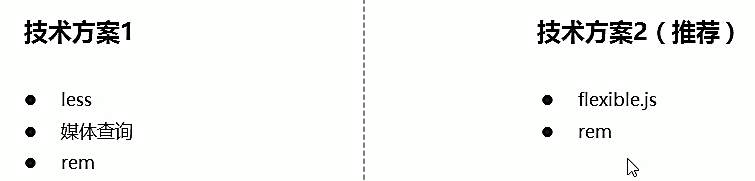 技术方案1
● less
● 媒体查询
● rem
技术方案2（推荐）
● flexible.js
● rem